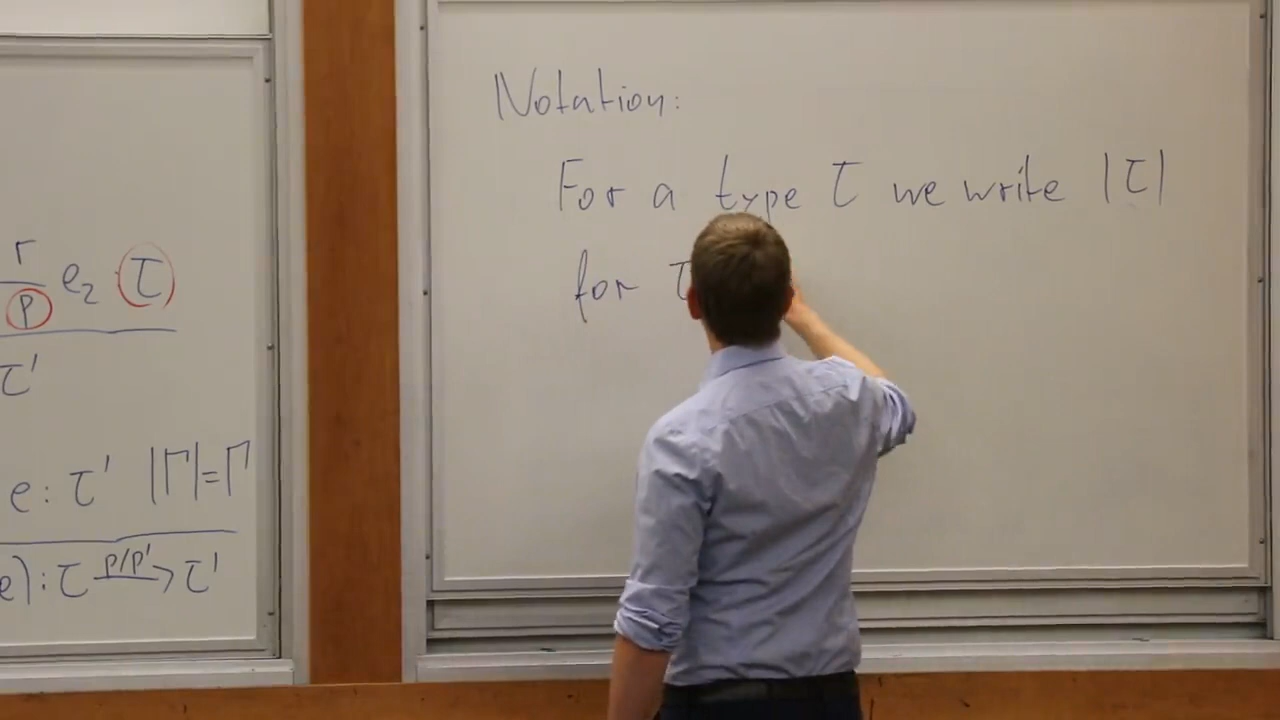 r
p e₂ τ
τ'
e: τ' |Γ|=Γ
e): τ p/p'→ τ'
Notation:
For a type τ we write |τ|
for τ